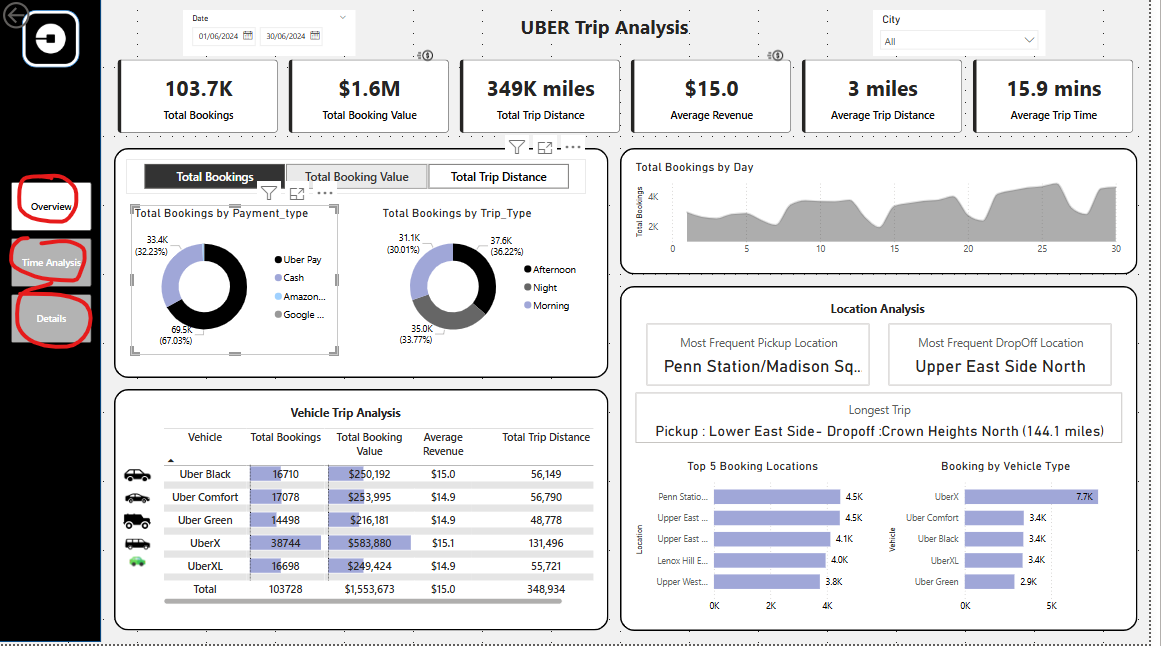 Date
01/06/2024 30/06/2024
UBER Trip Analysis
City
All
103.7K
Total Bookings
$1.6M
Total Booking Value
349K miles
Total Trip Distance
$15.0
Average Revenue
3 miles
Average Trip Distance
15.9 mins
Average Trip Time
Overview
Time Analysis
Details
Total Bookings Total Booking Value Total Trip Distance
Total Bookings by Payment_type
33.4K
(32.23%)
69.5K
(67.03%)
Uber Pay
Cash
Amazon...
Google ...
Total Bookings by Trip_Type
31.1K
(30.01%)
37.6K
(36.22%)
35.0K
(33.77%)
Afternoon
Night
Morning
Total Bookings by Day
Total Bookings
4K
2K
0 5 10 15 20 25 30
Vehicle Trip Analysis
Vehicle Total Bookings Total Booking Value Average Revenue Total Trip Distance
Uber Black 16710 $250,192 $15.0 56,149
Uber Comfort 17078 $253,995 $14.9 56,790
Uber Green 14498 $216,181 $14.9 48,778
UberX 38744 $583,880 $15.1 131,496
UberXL 16698 $249,424 $14.9 55,721
Total 103728 $1,553,673 $15.0 348,934
Location Analysis
Most Frequent Pickup Location
Penn Station/Madison Sq...
Most Frequent DropOff Location
Upper East Side North
Longest Trip
Pickup : Lower East Side- Dropoff :Crown Heights North (144.1 miles)
Top 5 Booking Locations
Location
Penn Statio... 4.5K
Upper East ... 4.5K
Upper East ... 4.1K
Lenox Hill E... 4.0K
Upper West... 3.8K
0K 2K 4K
Booking by Vehicle Type
Vehicle
UberX 7.7K
Uber Comfort 3.4K
Uber Black 3.4K
UberXL 3.4K
Uber Green 2.9K
0K 5K